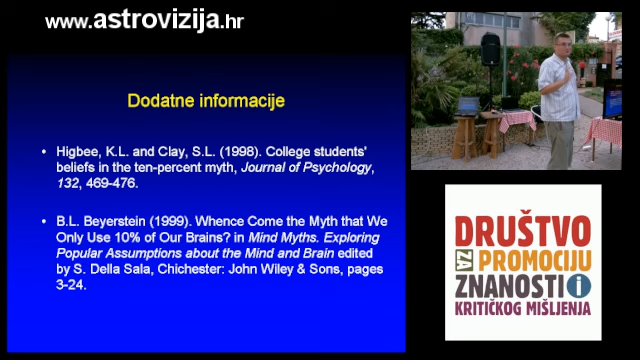 www.astrovizija.hr
Dodatne informacije
• Higbee, K.L. and Clay, S.L. (1998). College students'
beliefs in the ten-percent myth, Journal of Psychology,
132, 469-476.
• B.L. Beyerstein (1999). Whence Come the Myth that We
Only Use 10% of Our Brains? in Mind Myths. Exploring
Popular Assumptions about the Mind and Brain edited
by S. Della Sala, Chichester: John Wiley & Sons, pages
3-24.
DRUŠTVO
ZA PROMOCIJU
ZNANOSTI i
KRITIČKOG MIŠLJENJA